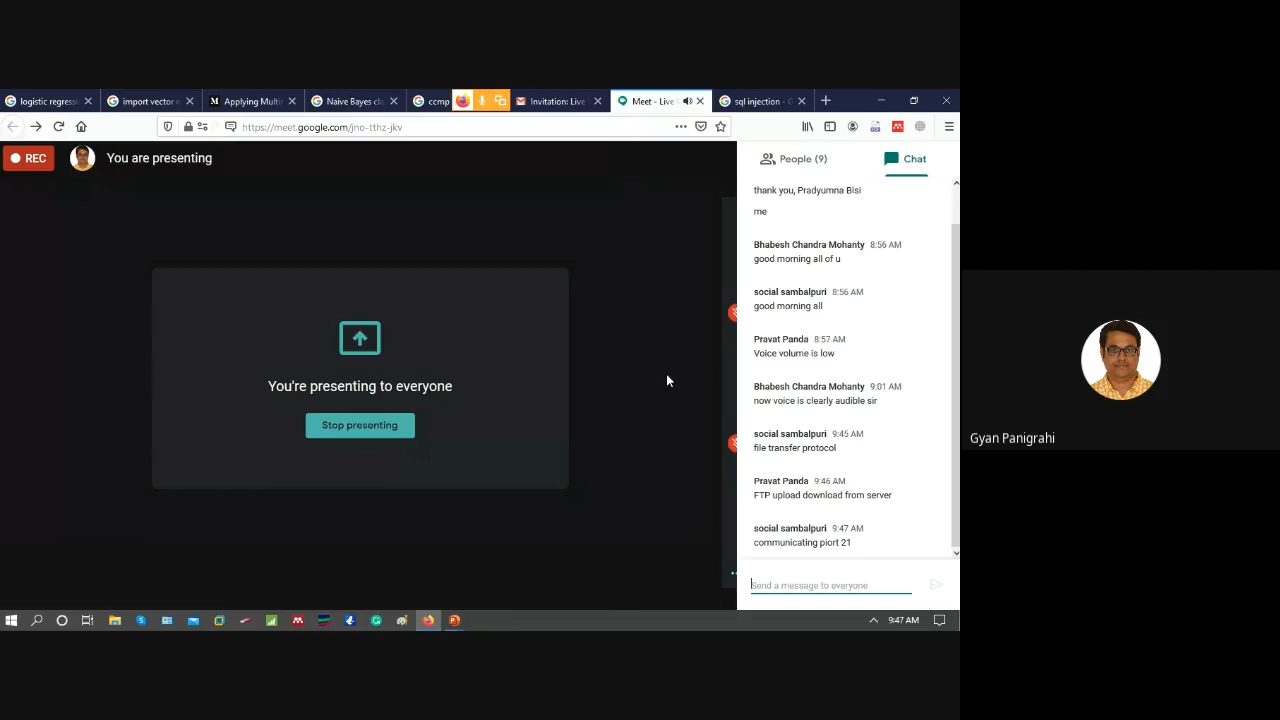 logistic regressi
import vector m
Applying Multi
Naive Bayes cla
ccmp
Invitation: Live
Meet - Live
sql injection - G
https://meet.google.com/jno-tthz-jkv
REC
You are presenting
People (9)
Chat
thank you, Pradyumna Bisi
me
Bhabesh Chandra Mohanty 8:56 AM
good morning all of u
social sambalpuri 8:56 AM
good morning all
Pravat Panda 8:57 AM
Voice volume is low
Bhabesh Chandra Mohanty 9:01 AM
now voice is clearly audible sir
social sambalpuri 9:45 AM
file transfer protocol
Pravat Panda 9:46 AM
FTP upload download from server
social sambalpuri 9:47 AM
communicating piort 21
Send a message to everyone
You're presenting to everyone
Stop presenting
Gyan Panigrahi
9:47 AM